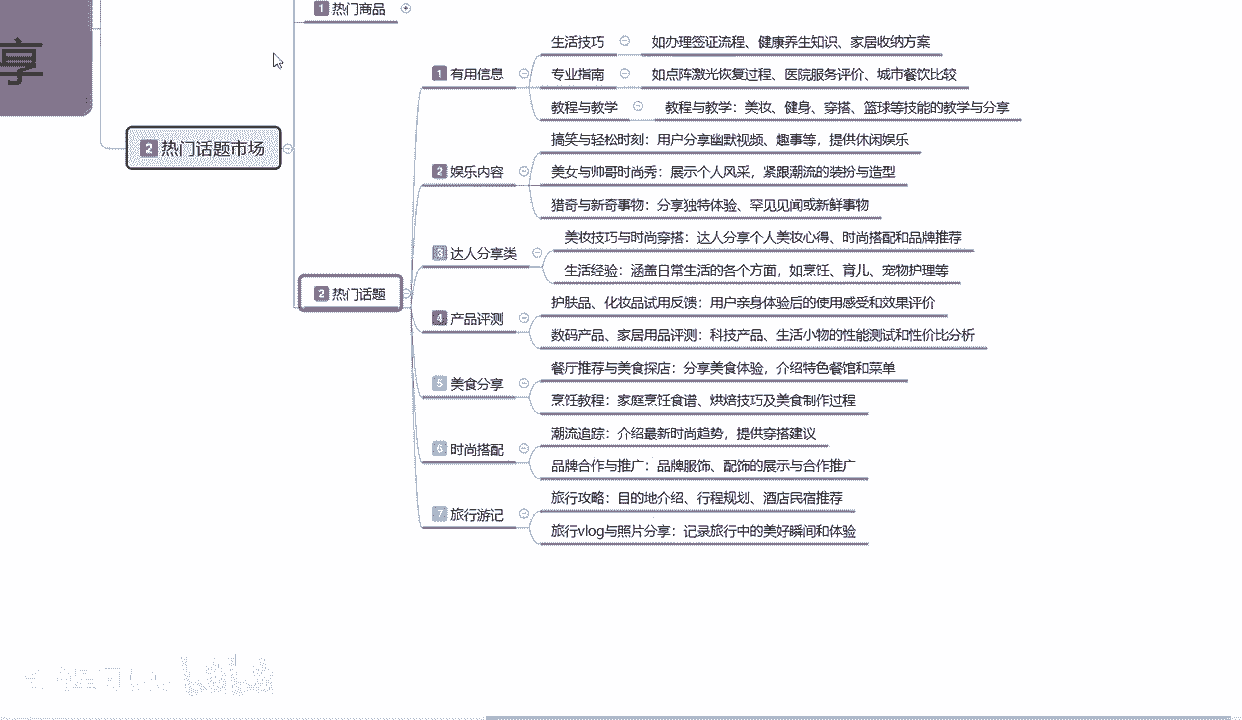 享
1 热门商品
2 热门话题市场
2 热门话题
1 有用信息
生活技巧
如办理签证流程、健康养生知识、家居收纳方案
专业指南
如点阵激光恢复过程、医院服务评价、城市餐饮比较
教程与教学
教程与教学：美妆、健身、穿搭、篮球等技能的教学与分享
2 娱乐内容
搞笑与轻松时刻：用户分享幽默视频、趣事等，提供休闲娱乐
美女与帅哥时尚秀：展示个人风采，紧跟潮流的装扮与造型
猎奇与新奇事物：分享独特体验、罕见见闻或新鲜事物
3 达人分享类
美妆技巧与时尚穿搭：达人分享个人美妆心得、时尚搭配和品牌推荐
生活经验：涵盖日常生活的各个方面，如烹饪、育儿、宠物护理等
4 产品评测
护肤品、化妆品试用反馈：用户亲身体验后的使用感受和效果评价
数码产品、家居用品评测：科技产品、生活小物的性能测试和性价比分析
5 美食分享
餐厅推荐与美食探店：分享美食体验，介绍特色餐馆和菜单
烹饪教程：家庭烹饪食谱、烘焙技巧及美食制作过程
6 时尚搭配
潮流追踪：介绍最新时尚趋势，提供穿搭建议
品牌合作与推广：品牌服饰、配饰的展示与合作推广
7 旅行游记
旅行攻略：目的地介绍、行程规划、酒店民宿推荐
旅行vlog与照片分享：记录旅行中的美好瞬间和体验